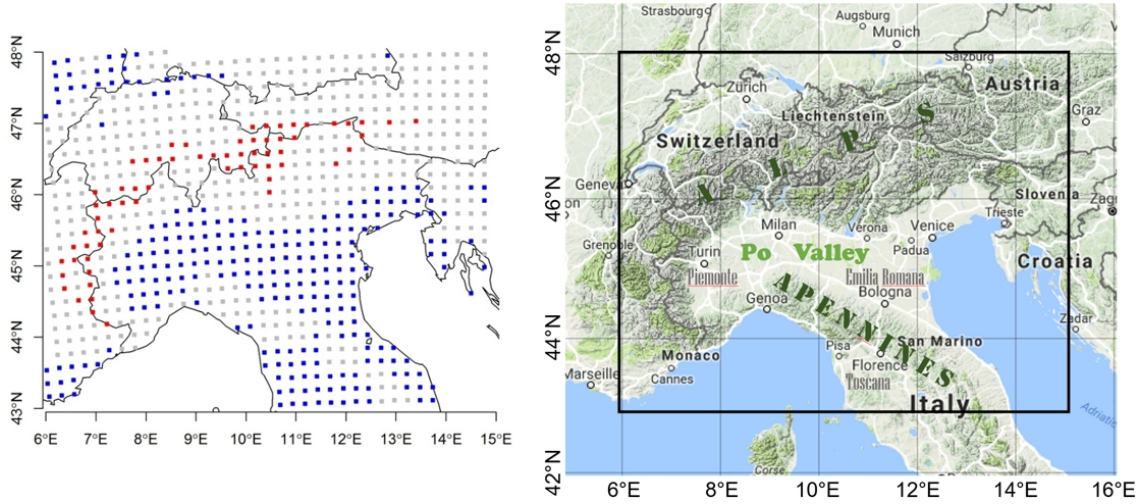 48°N
47°N
46°N
45°N
44°N
43°N
6°E 7°E 8°E 9°E 10°E 11°E 12°E 13°E 14°E 15°E
48°N
46°N
44°N
42°N
6°E 8°E 10°E 12°E 14°E 16°E
Strasbourg
Augsburg
Munich
Salzburg
Austria
Zürich
Liechtenstein
Graz
Switzerland
A L P S
Geneva
Slovenia
Zagr
on
Milan
Trieste
Venice
Verona
Grenoble
Turin
Po Valley
Padua
Croatia
Piemonte
Emilia Romana
Bologna
APENNINES
Genoa
Zadar
Pisa
San Marino
Monaco
Florence
Marseille
Cannes
Toscana
Italy
Adriatic
Corse